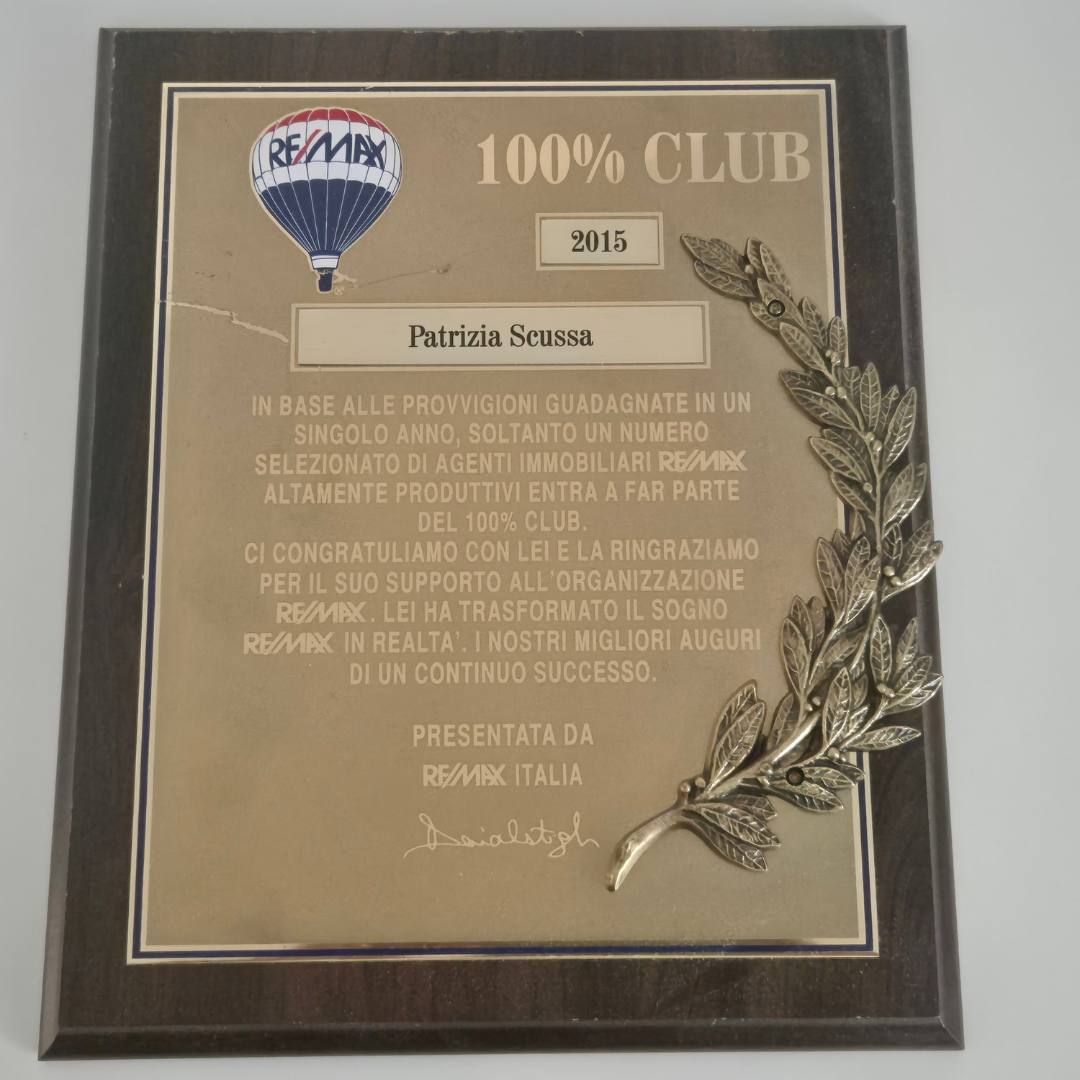 RE/MAX
100% CLUB
2015
Patrizia Scussa
IN BASE ALLE PROVVIGIONI GUADAGNATE IN UN
SINGOLO ANNO, SOLTANTO UN NUMERO
SELEZIONATO DI AGENTI IMMOBILIARI RE/MAX
ALTAMENTE PRODUTTIVI ENTRA A FAR PARTE
DEL 100% CLUB.
CI CONGRATULIAMO CON LEI E LA RINGRAZIAMO
PER IL SUO SUPPORTO ALL'ORGANIZZAZIONE
RE/MAX. LEI HA TRASFORMATO IL SOGNO
RE/MAX IN REALTA'. I NOSTRI MIGLIORI AUGURI
DI UN CONTINUO SUCCESSO.
PRESENTATA DA
RE/MAX ITALIA